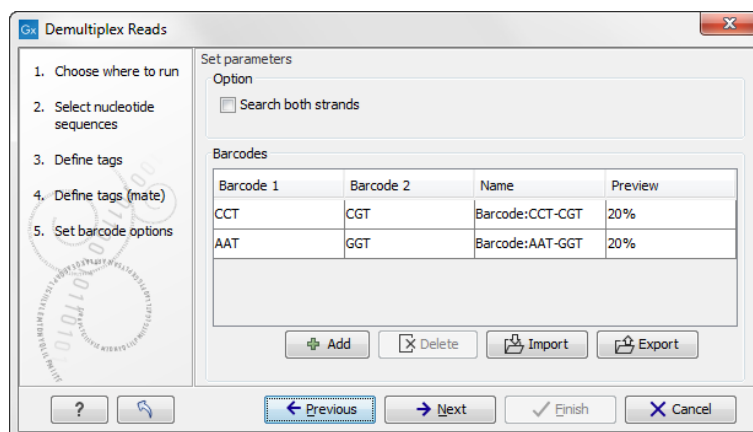 Gx Demultiplex Reads
X
1. Choose where to run
2. Select nucleotide
sequences
3. Define tags
4. Define tags (mate)
5. Set barcode options
Set parameters
Option
Search both strands
Barcodes
Barcode 1 Barcode 2 Name Preview
CCT CGT Barcode:CCT-CGT 20%
AAT GGT Barcode:AAT-GGT 20%
Add Delete Import Export
? Previous Next Finish Cancel